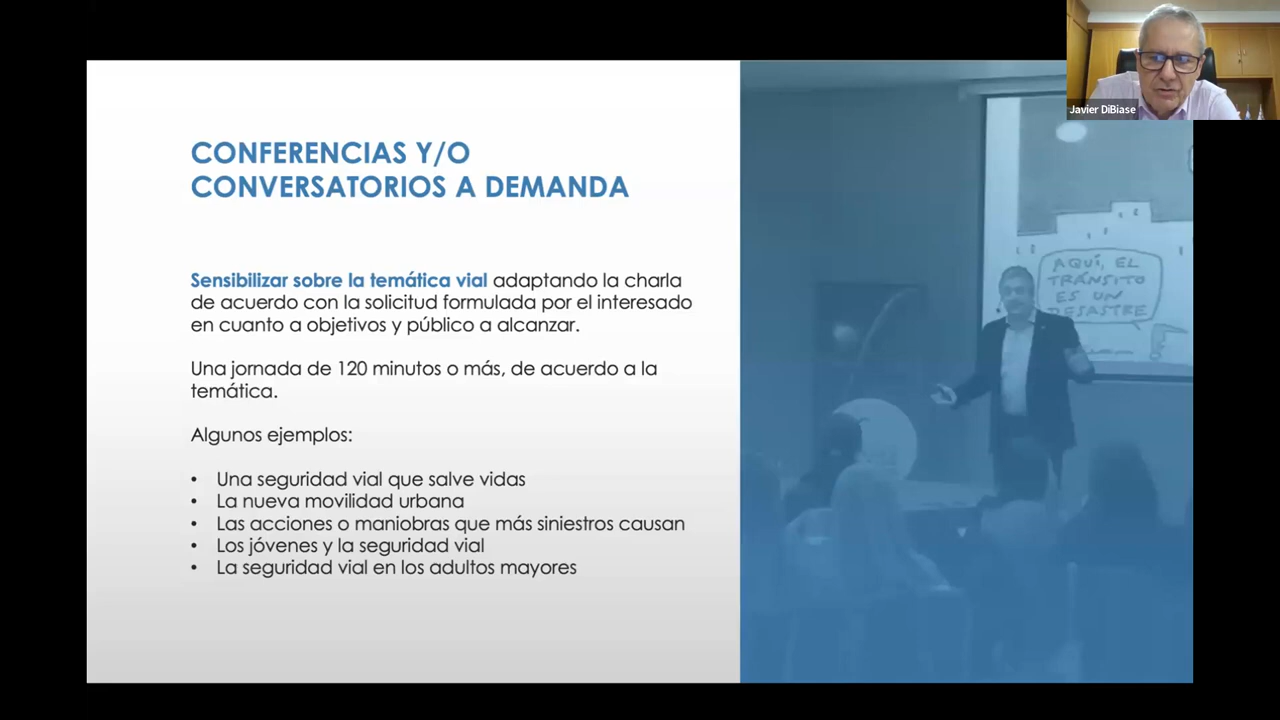 CONFERENCIAS Y/O
CONVERSATORIOS A DEMANDA
Sensibilizar sobre la temática vial adaptando la charla
de acuerdo con la solicitud formulada por el interesado
en cuanto a objetivos y público a alcanzar.
Una jornada de 120 minutos o más, de acuerdo a la
temática.
Algunos ejemplos:
• Una seguridad vial que salve vidas
• La nueva movilidad urbana
• Las acciones o maniobras que más siniestros causan
• Los jóvenes y la seguridad vial
• La seguridad vial en los adultos mayores
AQUÍ, EL
TRÁNSITO
ES UN
DESASTRE
Javier DiBiase